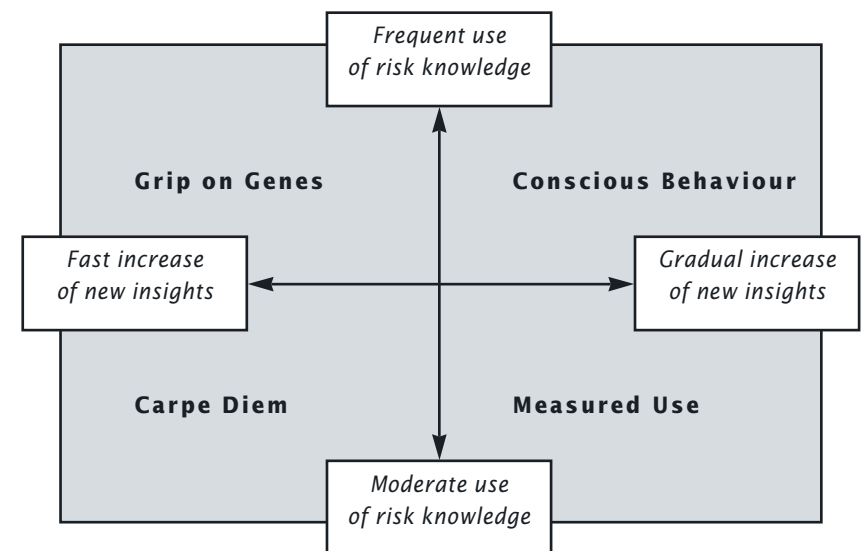 Frequent use
of risk knowledge
Grip on Genes
Conscious Behaviour
Fast increase
of new insights
Gradual increase
of new insights
Carpe Diem
Measured Use
Moderate use
of risk knowledge